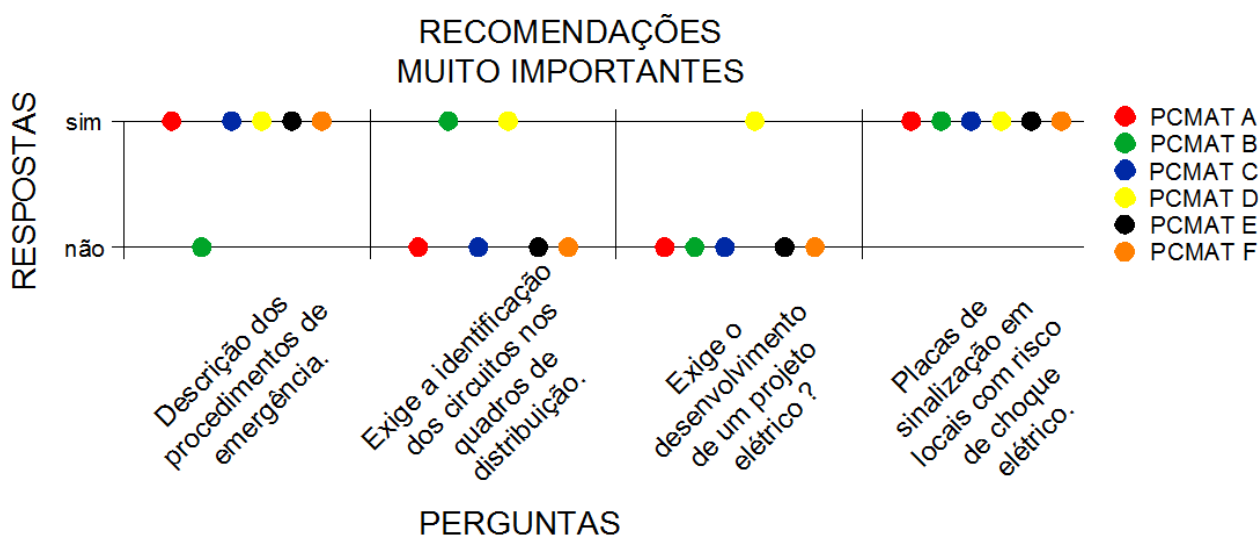 RECOMENDAÇÕES
MUITO IMPORTANTES
RESPOSTAS
sim
não
PCMAT A
PCMAT B
PCMAT C
PCMAT D
PCMAT E
PCMAT F
Descrição dos
procedimentos de
emergência.
Exige a identificação
dos circuitos nos
quadros de
distribuição.
Exige o
desenvolvimento
de um projeto
elétrico ?
Placas de
sinalização em
locais com risco
de choque
elétrico.
PERGUNTAS